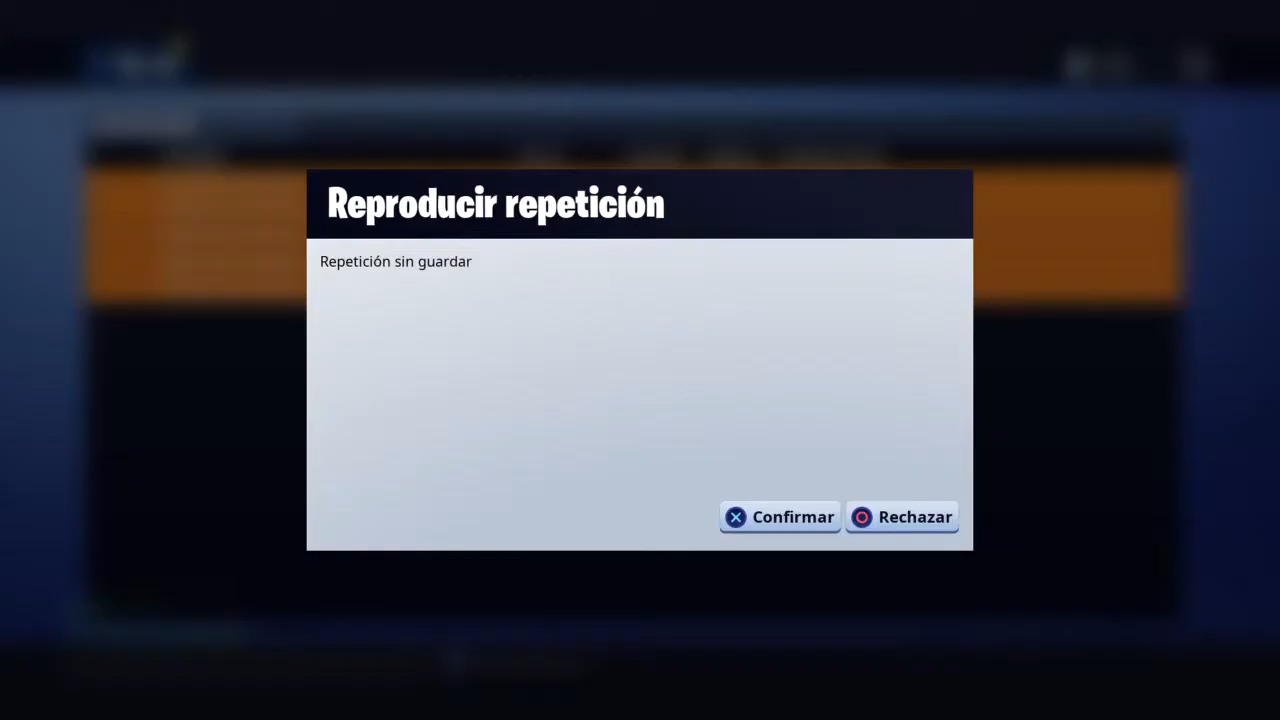 Reproducir repetición
Repetición sin guardar
Confirmar
Rechazar